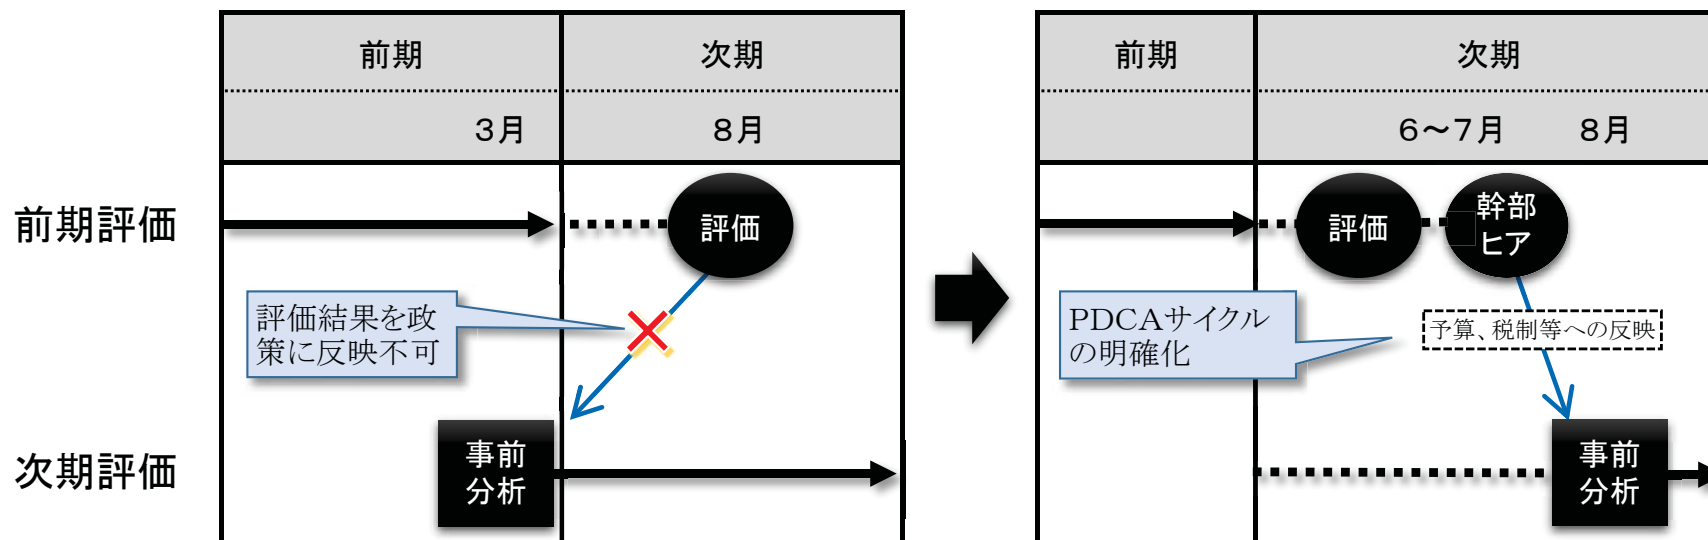 前期
次期
3月
8月
前期評価
評価
評価結果を政
策に反映不可
次期評価
事前
分析
前期
次期
6～7月
8月
評価
幹部
ヒア
PDCAサイクル
の明確化
予算、税制等への反映
事前
分析